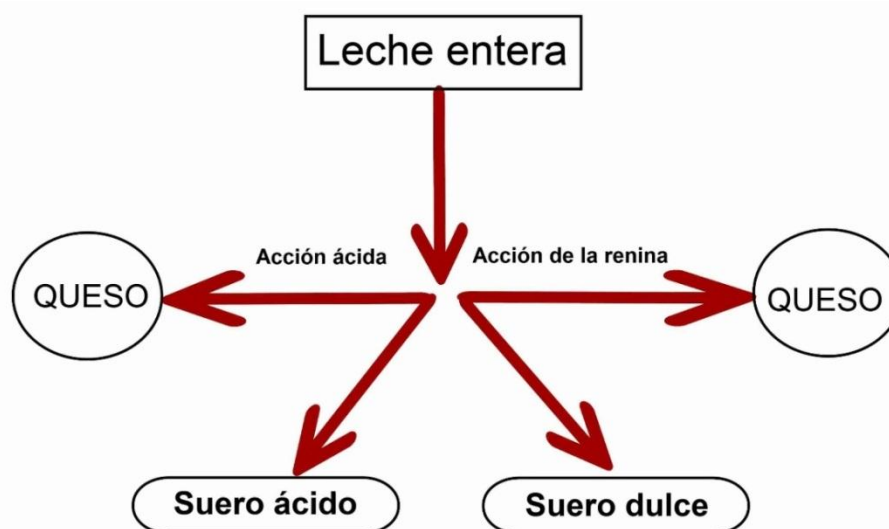 Leche entera
Acción ácida
Acción de la renina
QUESO
QUESO
Suero ácido
Suero dulce